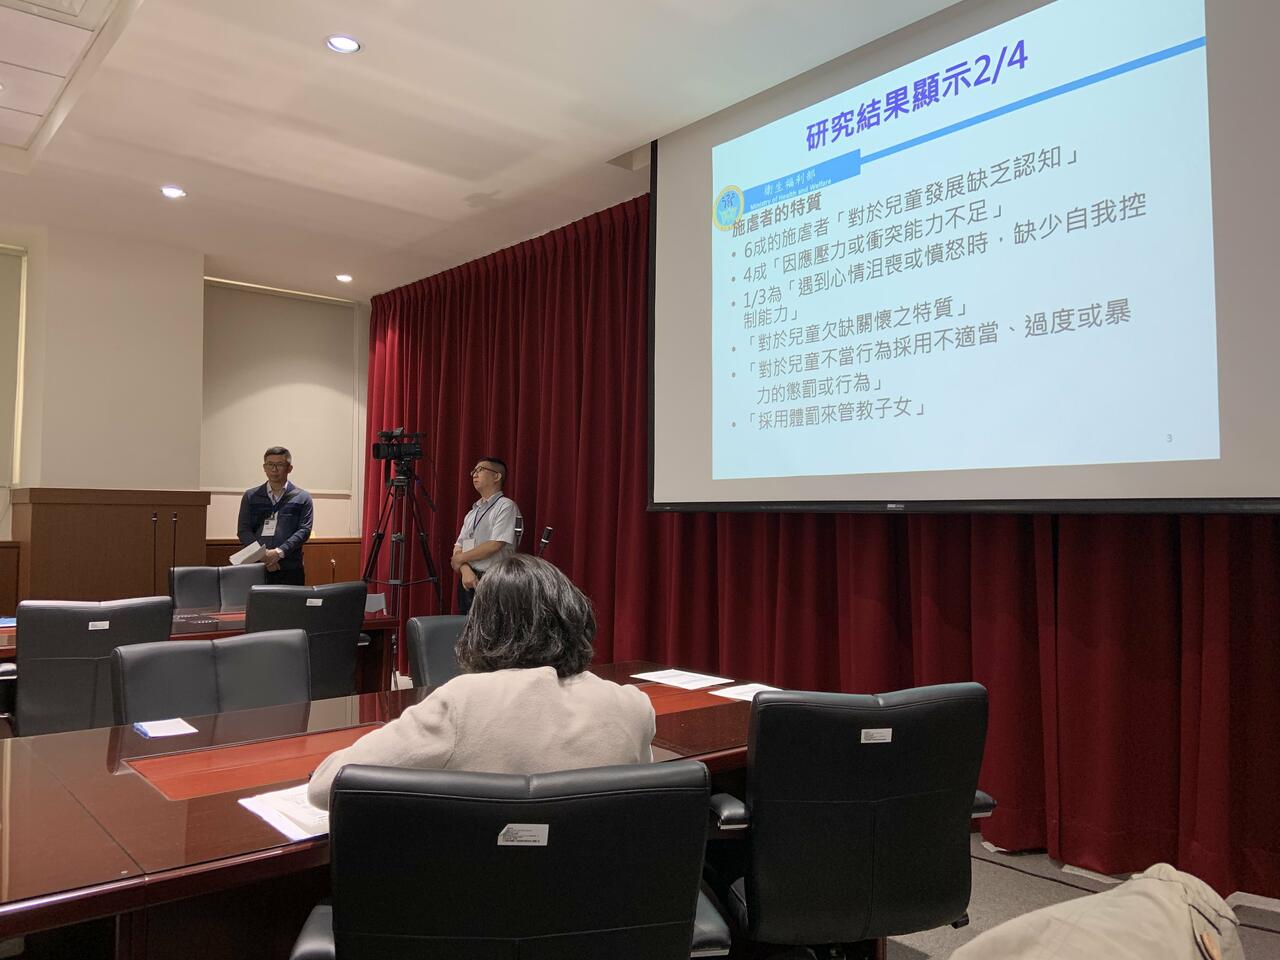 研究結果顯示2/4
衛生福利部
Ministry of Health and Welfare
施虐者的特質
• 6成的施虐者「對於兒童發展缺乏認知」
• 4成「因應壓力或衝突能力不足」
• 1/3為「遇到心情沮喪或憤怒時，缺少自我控
制能力」
• 「對於兒童欠缺關懷之特質」
• 「對於兒童不當行為採用不適當、過度或暴
力的懲罰或行為」
• 「採用體罰來管教子女」
3